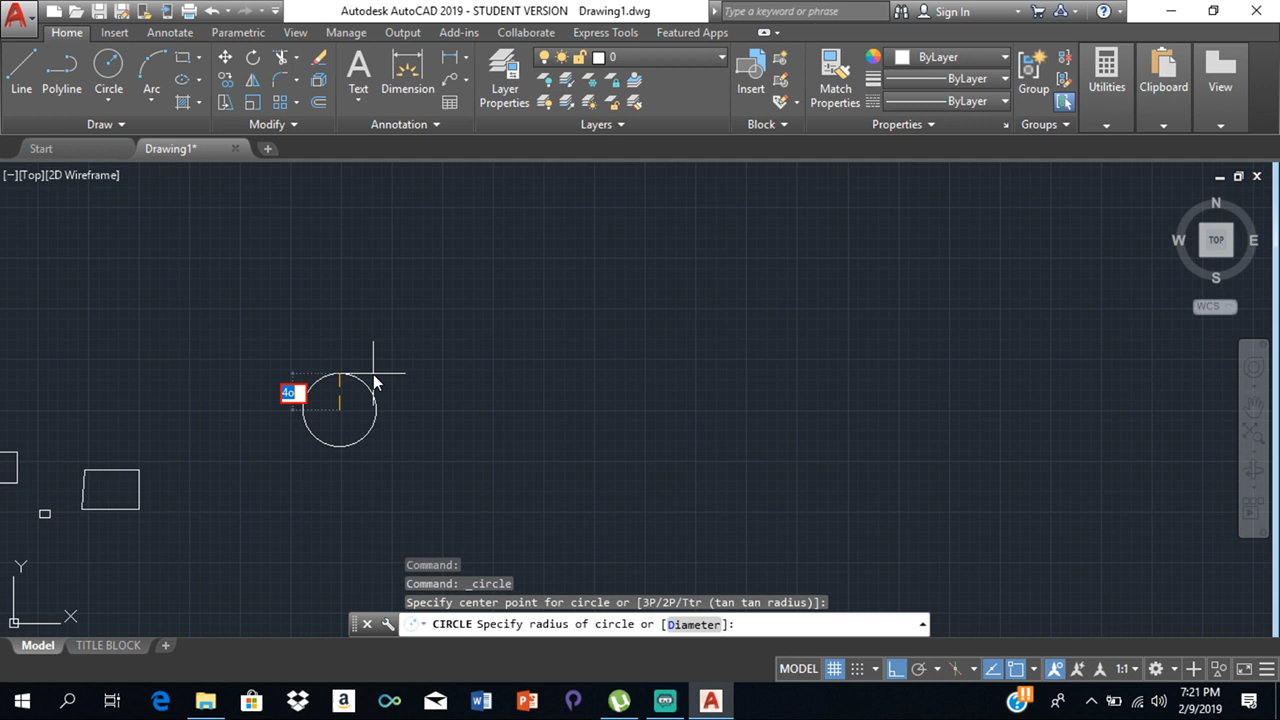 Autodesk AutoCAD 2019 - STUDENT VERSION Drawing1.dwg
Type a keyword or phrase
Sign In
Home Insert Annotate Parametric View Manage Output Add-ins Collaborate Express Tools Featured Apps
Line Polyline Circle Arc
Text Dimension
Layer Properties
0
Insert
Match Properties
ByLayer
ByLayer
ByLayer
Group
Utilities
Clipboard
View
Draw Modify Annotation Layers Block Properties Groups
Start Drawing1*
[−][Top][2D Wireframe]
N
W TOP E
S
WCS
4o
Y
X
Command:
Command: _circle
Specify center point for circle or [3P/2P/Ttr (tan tan radius)]:
CIRCLE Specify radius of circle or [Diameter]:
Model TITLE BLOCK
MODEL
1:1
7:21 PM
2/9/2019